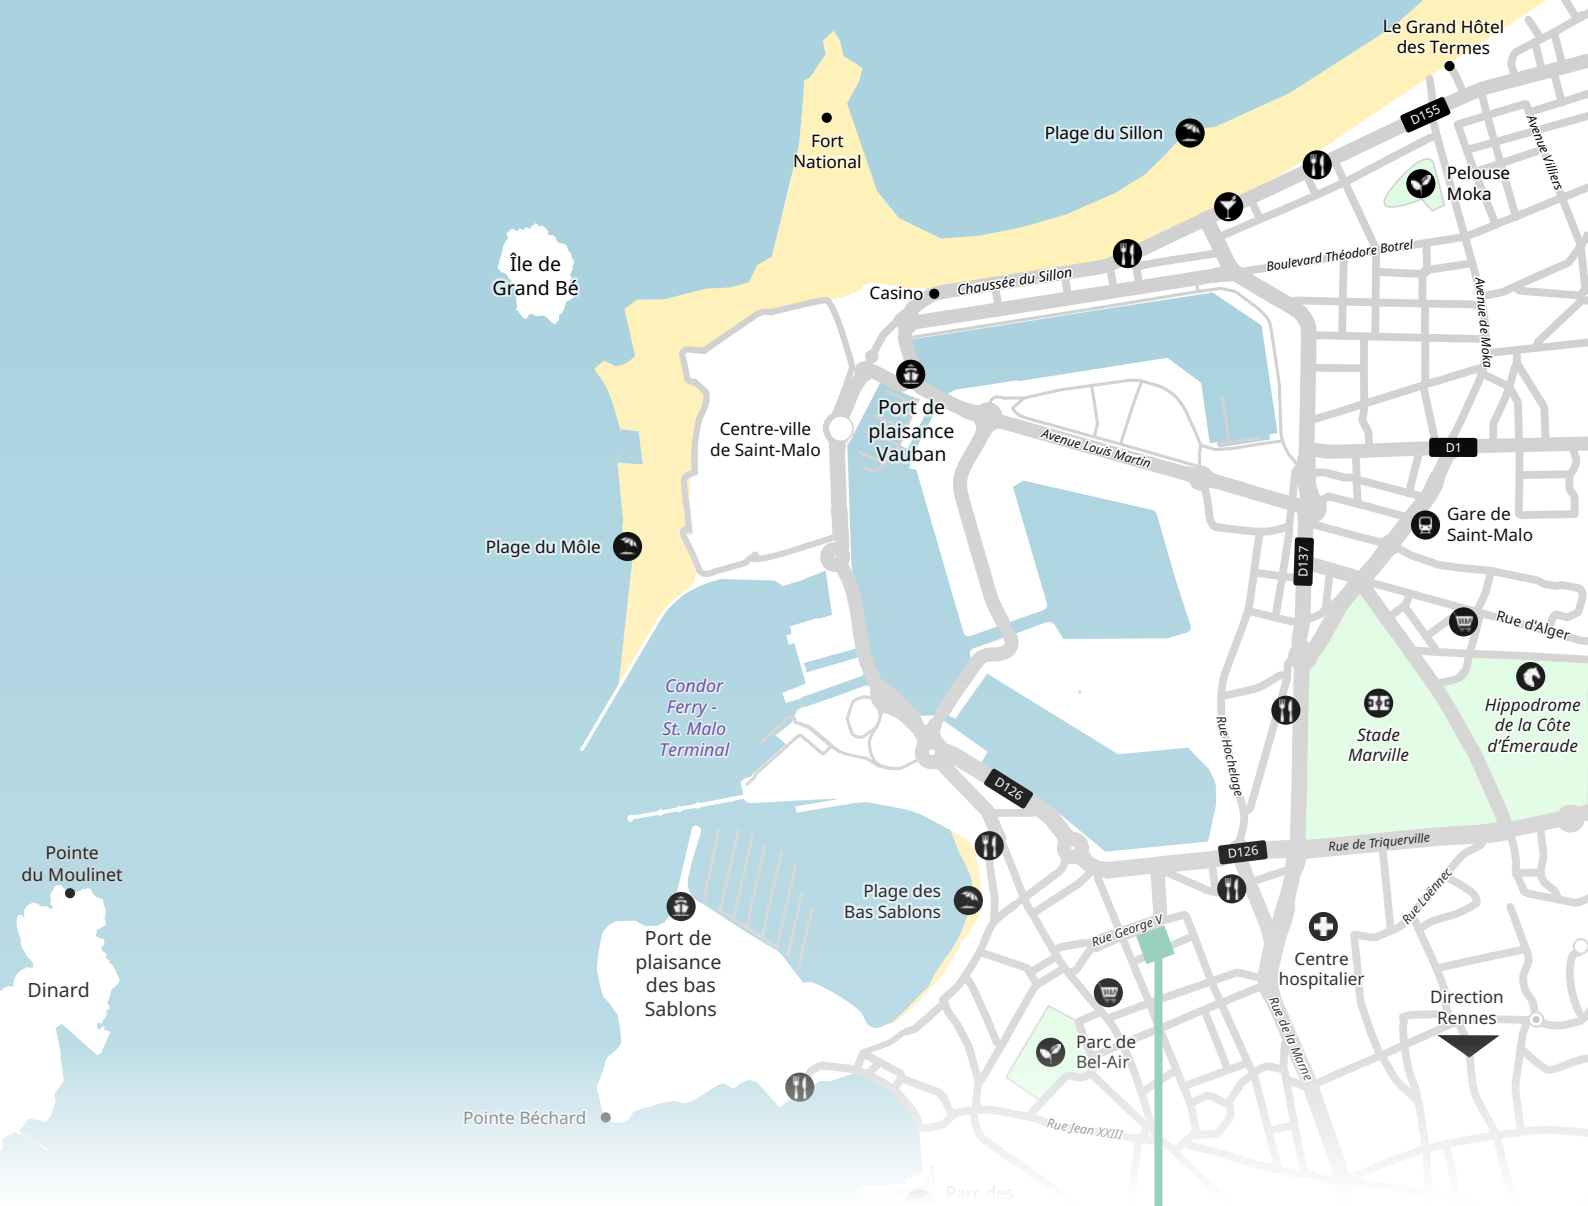 Le Grand Hôtel
des Termes
D155
Avenue Villiers
Plage du Sillon
Fort
National
Pelouse
Moka
Île de
Grand Bé
Boulevard Théodore Botrel
Casino
Chaussée du Sillon
Avenue de Moka
Port de
plaisance
Vauban
Centre-ville
de Saint-Malo
Avenue Louis Martin
D1
Gare de
Saint-Malo
Plage du Môle
D137
Rue d'Alger
Condor
Ferry -
St. Malo
Terminal
Hippodrome
de la Côte
d'Émeraude
Stade
Marville
Rue Hochelage
D126
D126
Rue de Triquerville
Pointe
du Moulinet
Plage des
Bas Sablons
Rue Laënnec
Rue George V
Port de
plaisance
des bas
Sablons
Centre
hospitalier
Dinard
Direction
Rennes
Rue de la Marne
Parc de
Bel-Air
Pointe Béchard
Rue Jean XXIII
Parc des